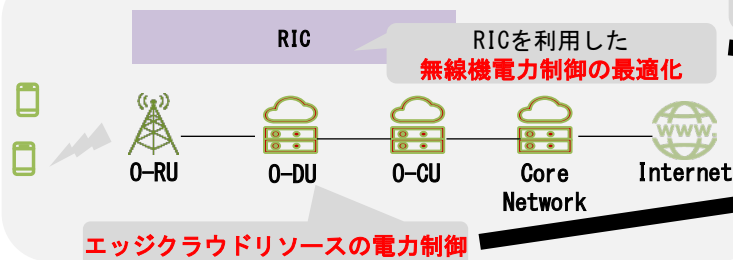 RIC
RICを利用した
無線機電力制御の最適化
WWW.
O-RU
O-DU
O-CU
Core
Network
Internet
エッジクラウドリソースの電力制御